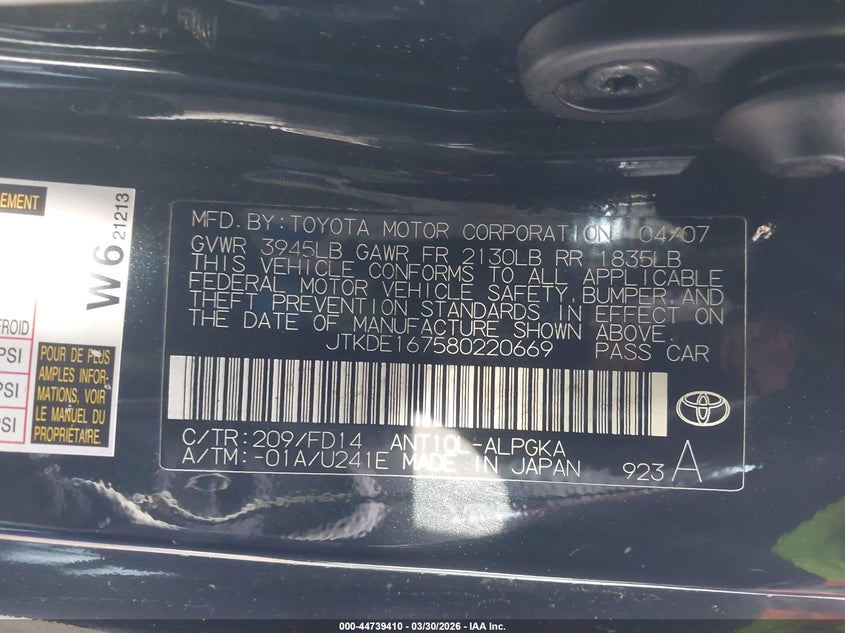 LEMENT
W6 21213
FROID
PSI
PSI
POUR DE PLUS
AMPLES INFOR-
MATIONS, VOIR
LE MANUEL DU
PROPRIÉTAIRE.
MFD. BY: TOYOTA MOTOR CORPORATION 04/07
GVWR 3945LB GAWR FR 2130LB RR 1835LB
THIS VEHICLE CONFORMS TO ALL APPLICABLE
FEDERAL MOTOR VEHICLE SAFETY, BUMPER, AND
THEFT PREVENTION STANDARDS IN EFFECT ON
THE DATE OF MANUFACTURE SHOWN ABOVE.
JTKDE167580220669 PASS CAR
C/TR: 209/FD14 ANT10L-ALPGKA
A/TM: -01A/U241E MADE IN JAPAN 923 A
000-44739410 - 03/30/2026 - IAA Inc.